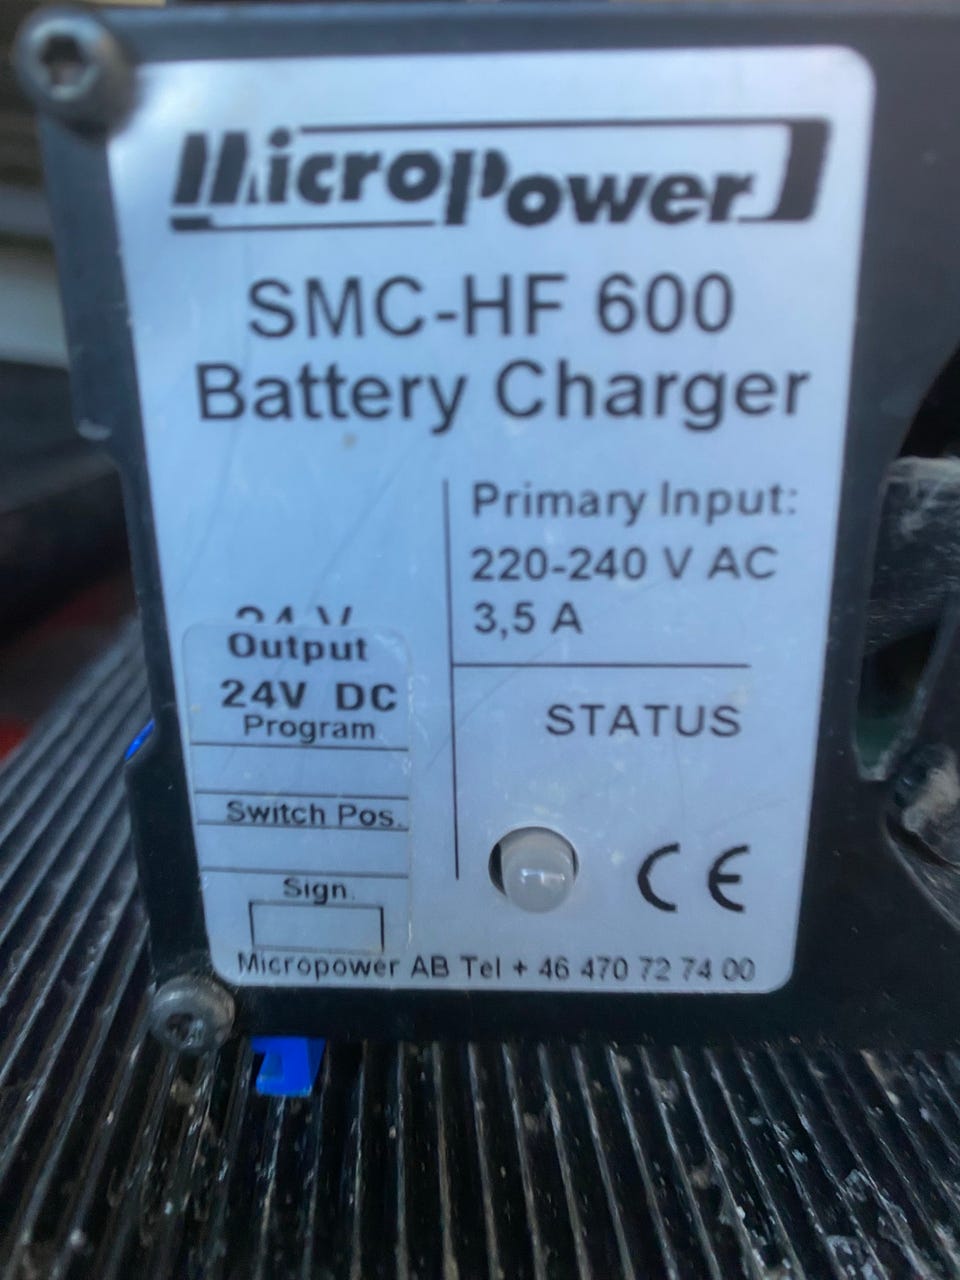 Micropower
SMC-HF 600
Battery Charger
Primary Input:
220-240 V AC
3,5 A
24 V
Output
24V DC
Program
Switch Pos.
Sign.
STATUS
CE
Micropower AB Tel + 46 470 72 74 00